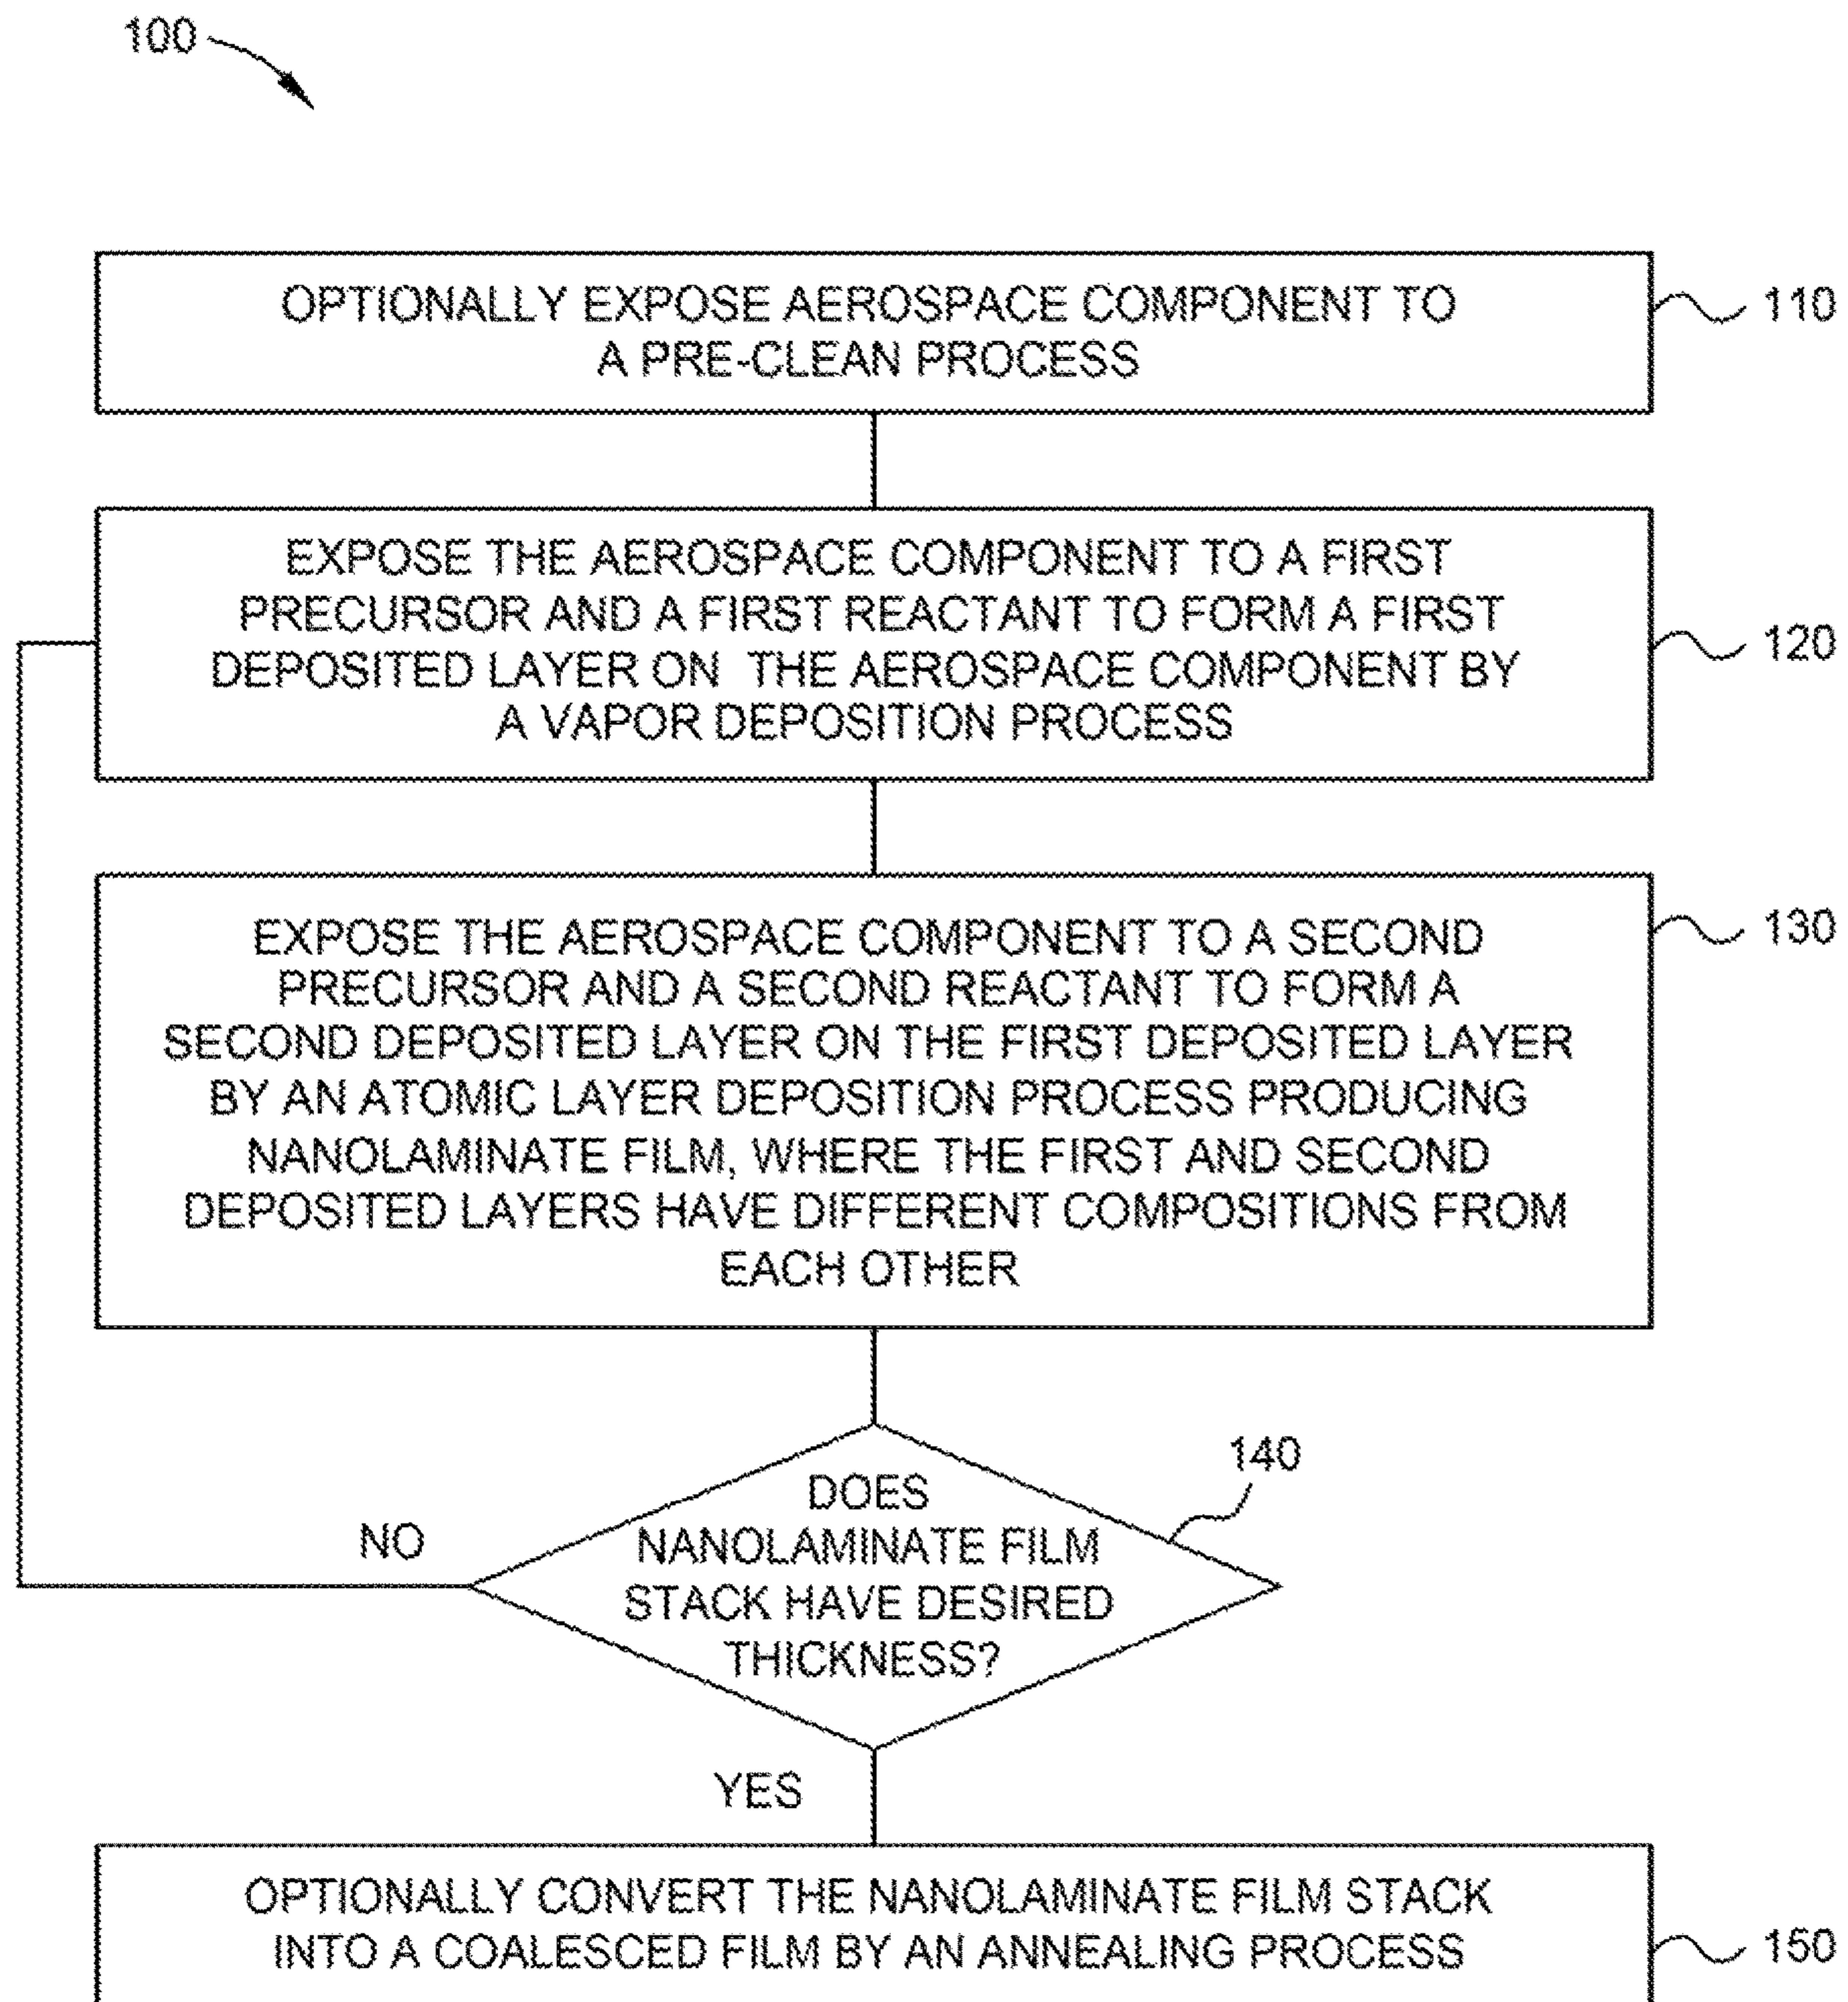 100
OPTIONALLY EXPOSE AEROSPACE COMPONENT TO
A PRE-CLEAN PROCESS
110
EXPOSE THE AEROSPACE COMPONENT TO A FIRST
PRECURSOR AND A FIRST REACTANT TO FORM A FIRST
DEPOSITED LAYER ON THE AEROSPACE COMPONENT BY
A VAPOR DEPOSITION PROCESS
120
EXPOSE THE AEROSPACE COMPONENT TO A SECOND
PRECURSOR AND A SECOND REACTANT TO FORM A
SECOND DEPOSITED LAYER ON THE FIRST DEPOSITED LAYER
BY AN ATOMIC LAYER DEPOSITION PROCESS PRODUCING
NANOLAMINATE FILM, WHERE THE FIRST AND SECOND
DEPOSITED LAYERS HAVE DIFFERENT COMPOSITIONS FROM
EACH OTHER
130
DOES
NANOLAMINATE FILM
STACK HAVE DESIRED
THICKNESS?
140
NO
YES
OPTIONALLY CONVERT THE NANOLAMINATE FILM STACK
INTO A COALESCED FILM BY AN ANNEALING PROCESS
150